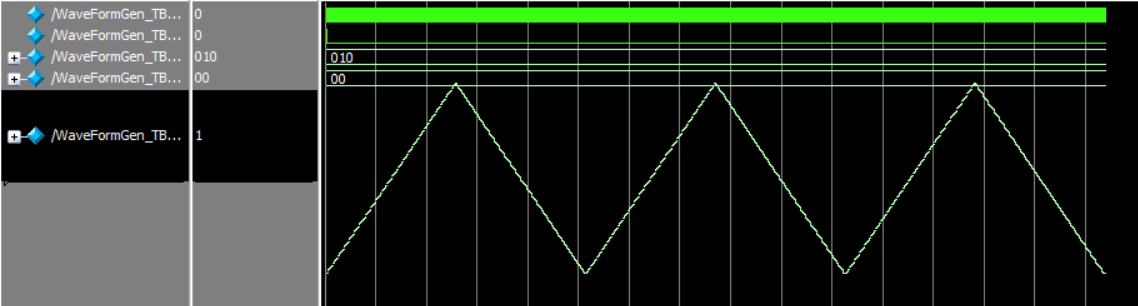 /WaveFormGen_TB... 0
/WaveFormGen_TB... 0
/WaveFormGen_TB... 010 010
/WaveFormGen_TB... 00 00
/WaveFormGen_TB... 1